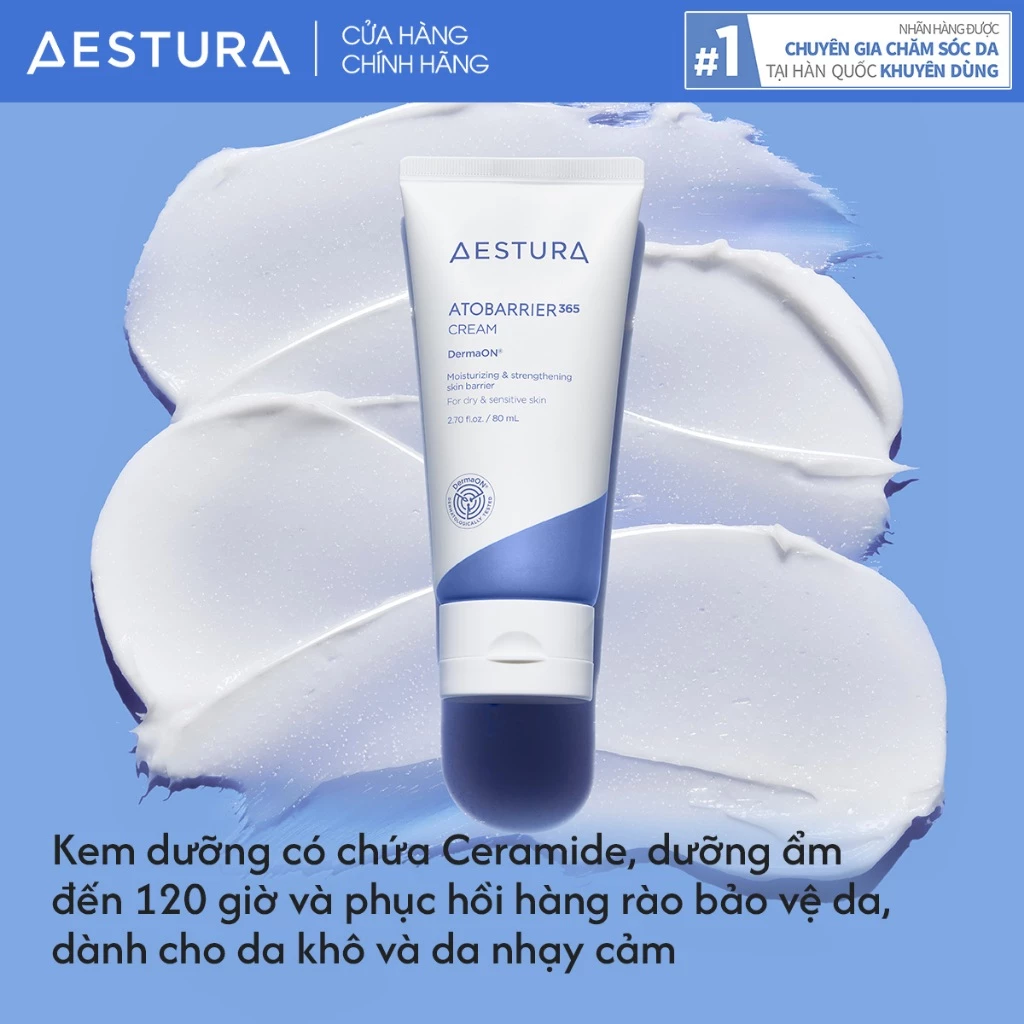 AESTURA
CỬA HÀNG
CHÍNH HÃNG
#1
NHÃN HÀNG ĐƯỢC
CHUYÊN GIA CHĂM SÓC DA
TẠI HÀN QUỐC KHUYÊN DÙNG
AESTURA
ATOBARRIER365
CREAM
DermaON®
Moisturizing & strengthening
skin barrier
For dry & sensitive skin
2.70 fl.oz. / 80 mL
DermaON®
DERMATOLOGICALLY TESTED
Kem dưỡng có chứa Ceramide, dưỡng ẩm
đến 120 giờ và phục hồi hàng rào bảo vệ da,
dành cho da khô và da nhạy cảm